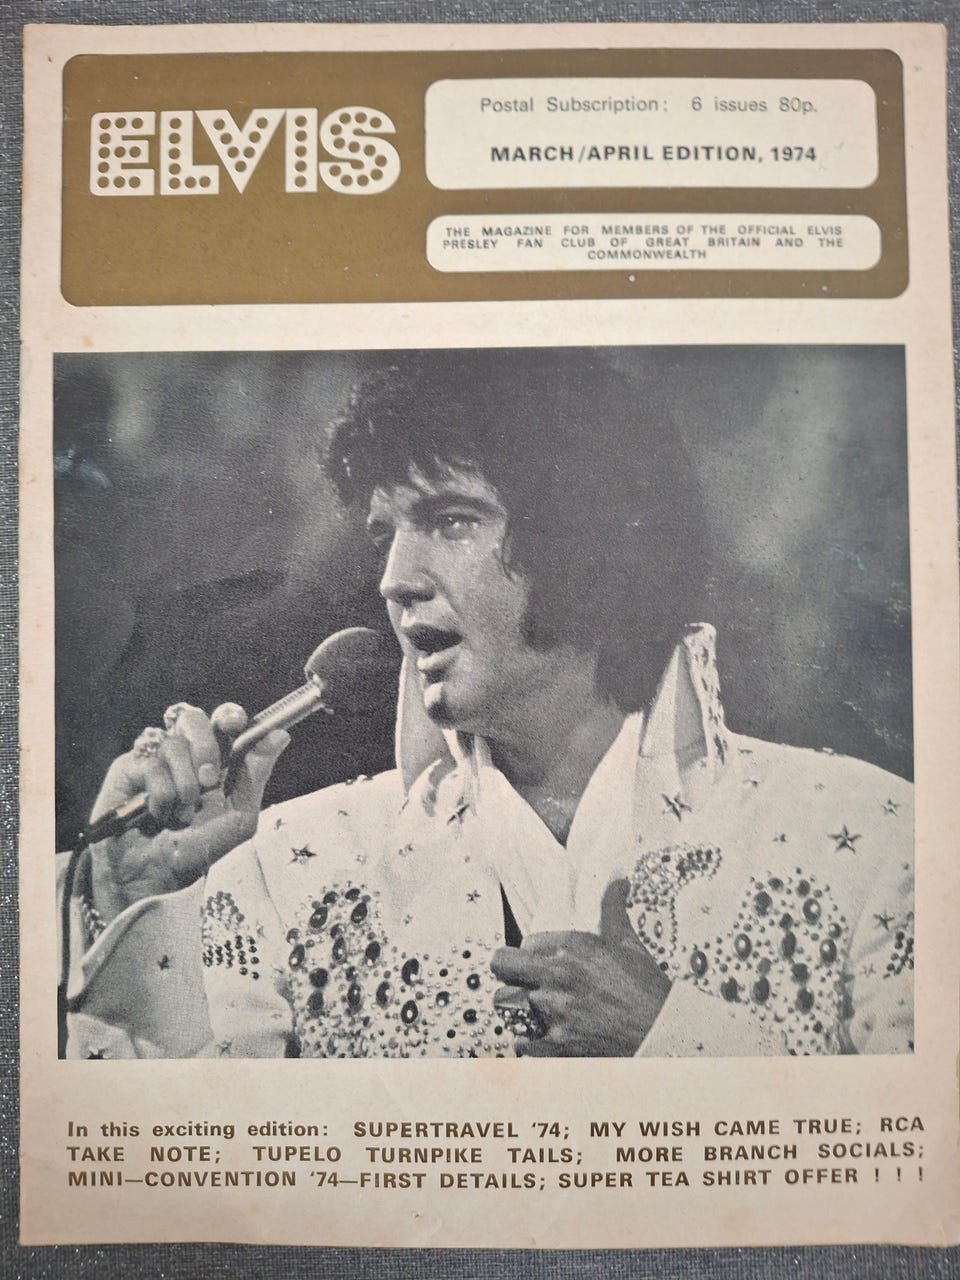 ELVIS
Postal Subscription: 6 issues 80p.
MARCH/APRIL EDITION, 1974
THE MAGAZINE FOR MEMBERS OF THE OFFICIAL ELVIS
PRESLEY FAN CLUB OF GREAT BRITAIN AND THE
COMMONWEALTH
In this exciting edition: SUPERTRAVEL '74; MY WISH CAME TRUE; RCA
TAKE NOTE; TUPELO TURNPIKE TAILS; MORE BRANCH SOCIALS;
MINI—CONVENTION '74—FIRST DETAILS; SUPER TEA SHIRT OFFER ! ! !